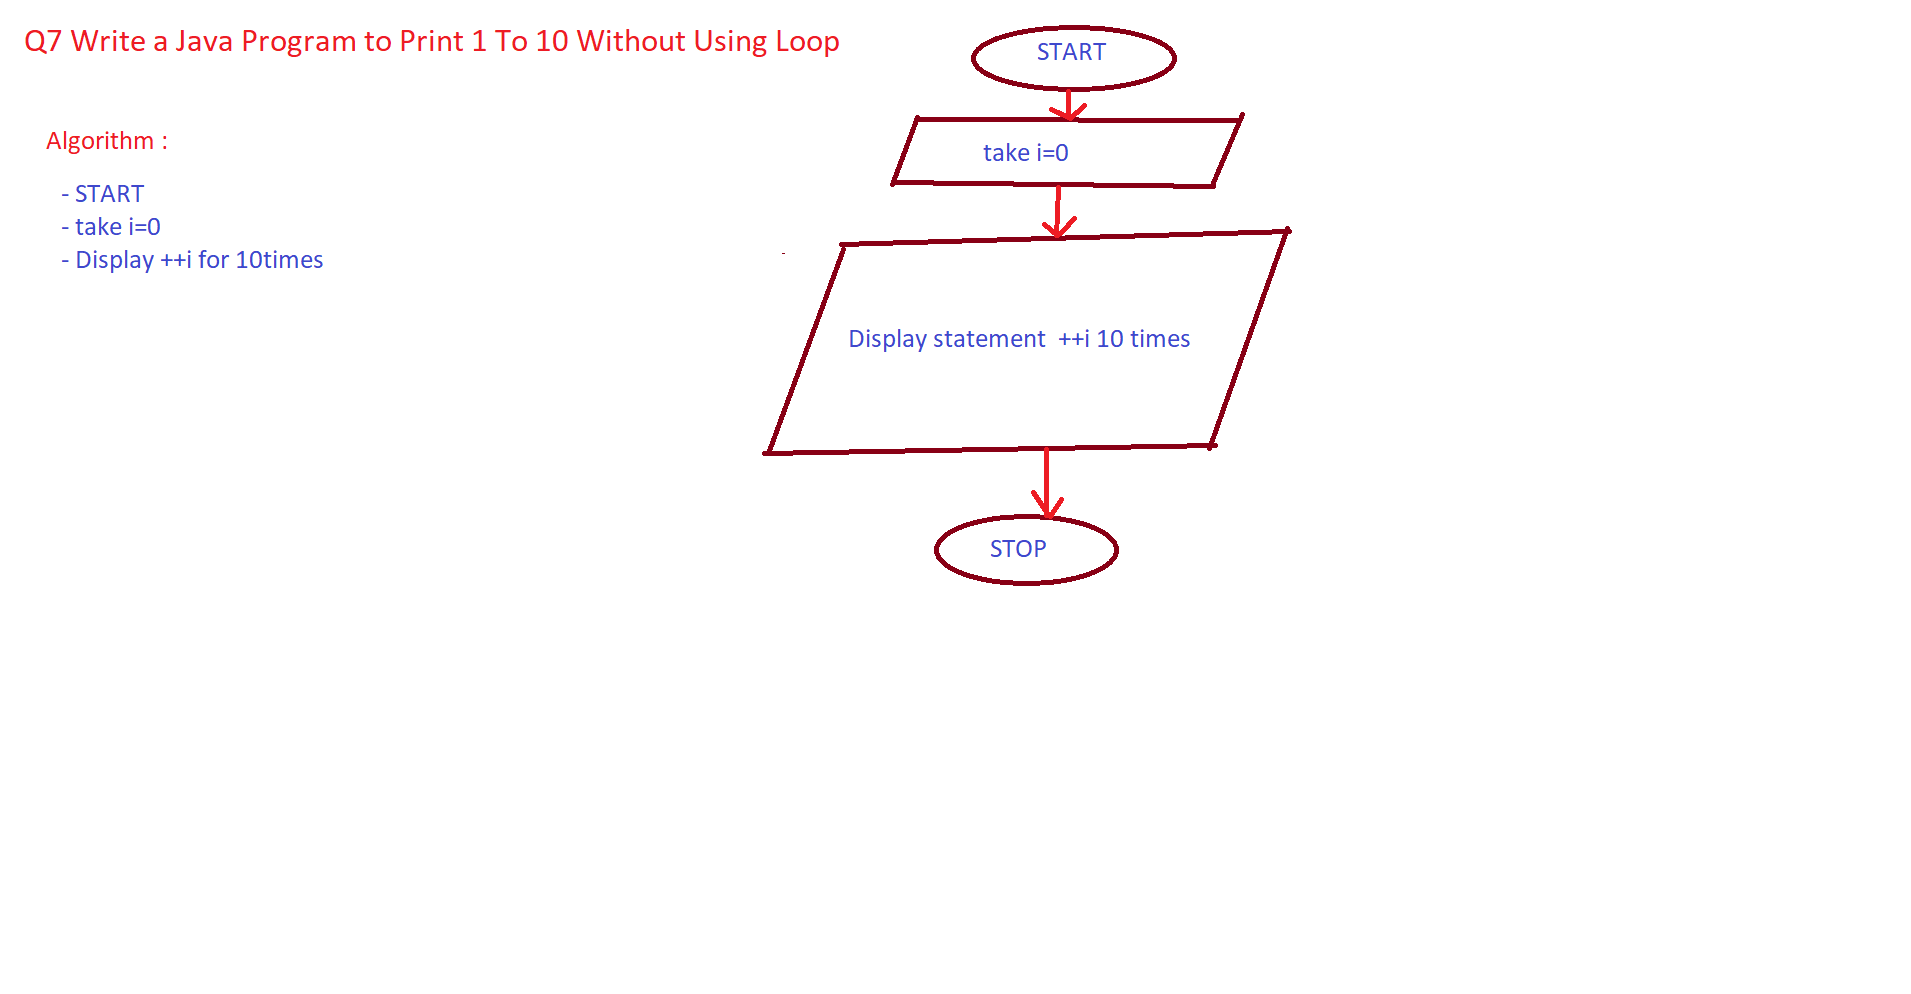 Q7 Write a Java Program to Print 1 To 10 Without Using Loop
Algorithm :
- START
- take i=0
- Display ++i for 10times
START
take i=0
Display statement  ++i 10 times
STOP